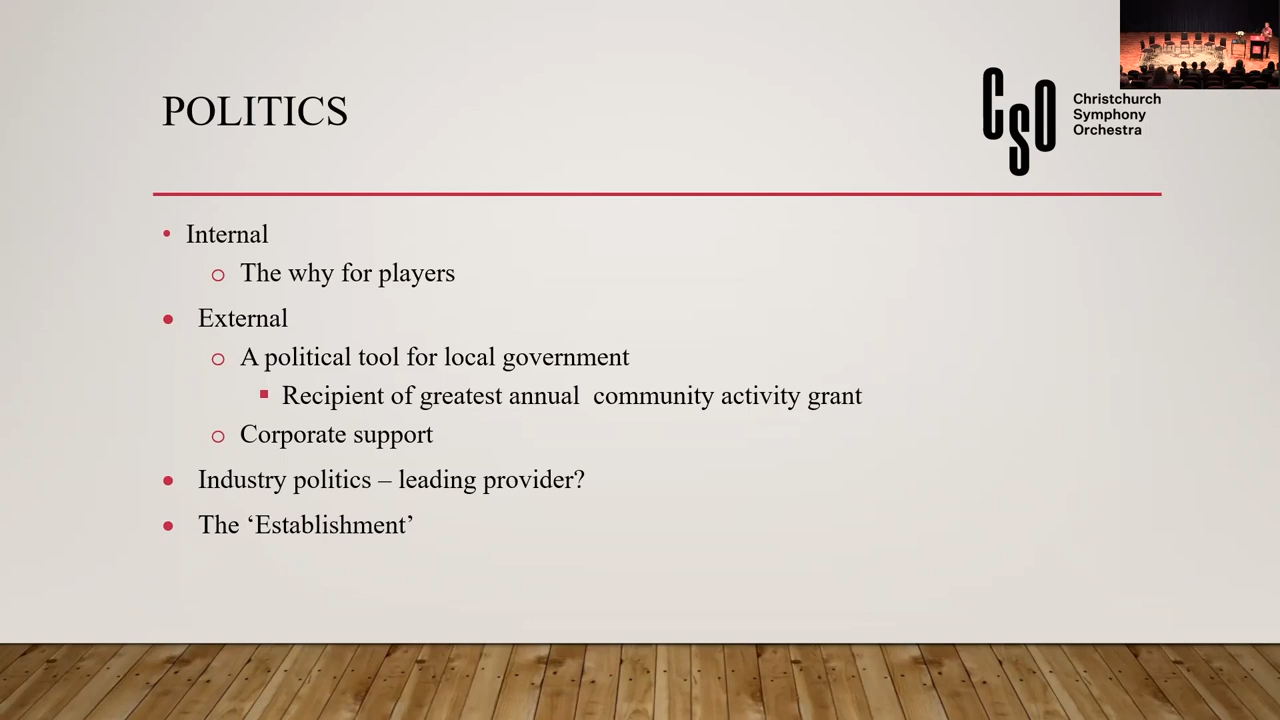 POLITICS
CSO
Christchurch
Symphony
Orchestra
• Internal
o The why for players
• External
o A political tool for local government
▪ Recipient of greatest annual  community activity grant
o Corporate support
• Industry politics – leading provider?
• The ‘Establishment’